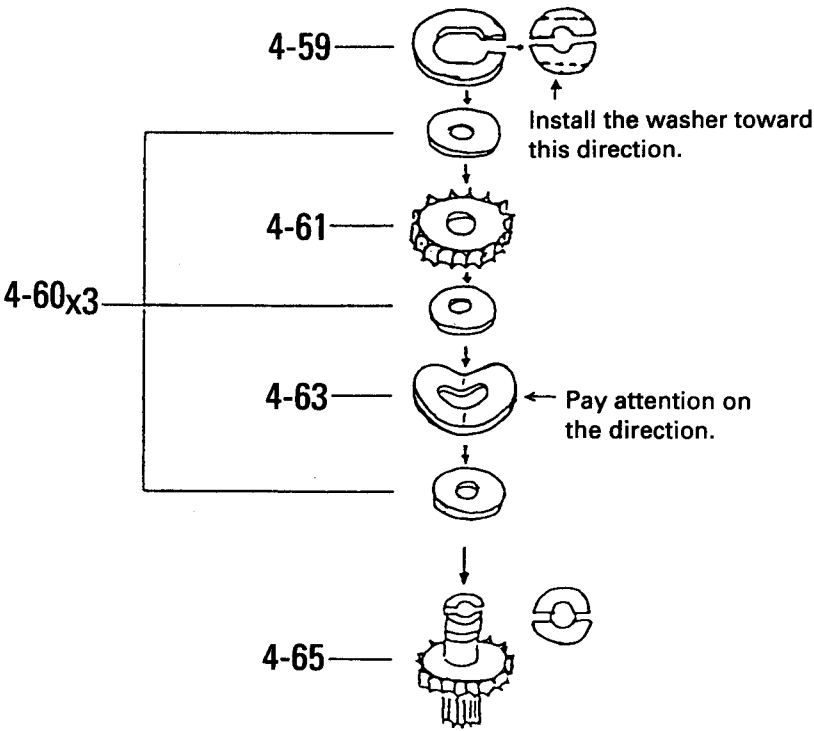 4-59
Install the washer toward
this direction.
4-61
4-60x3
4-63
Pay attention on
the direction.
4-65